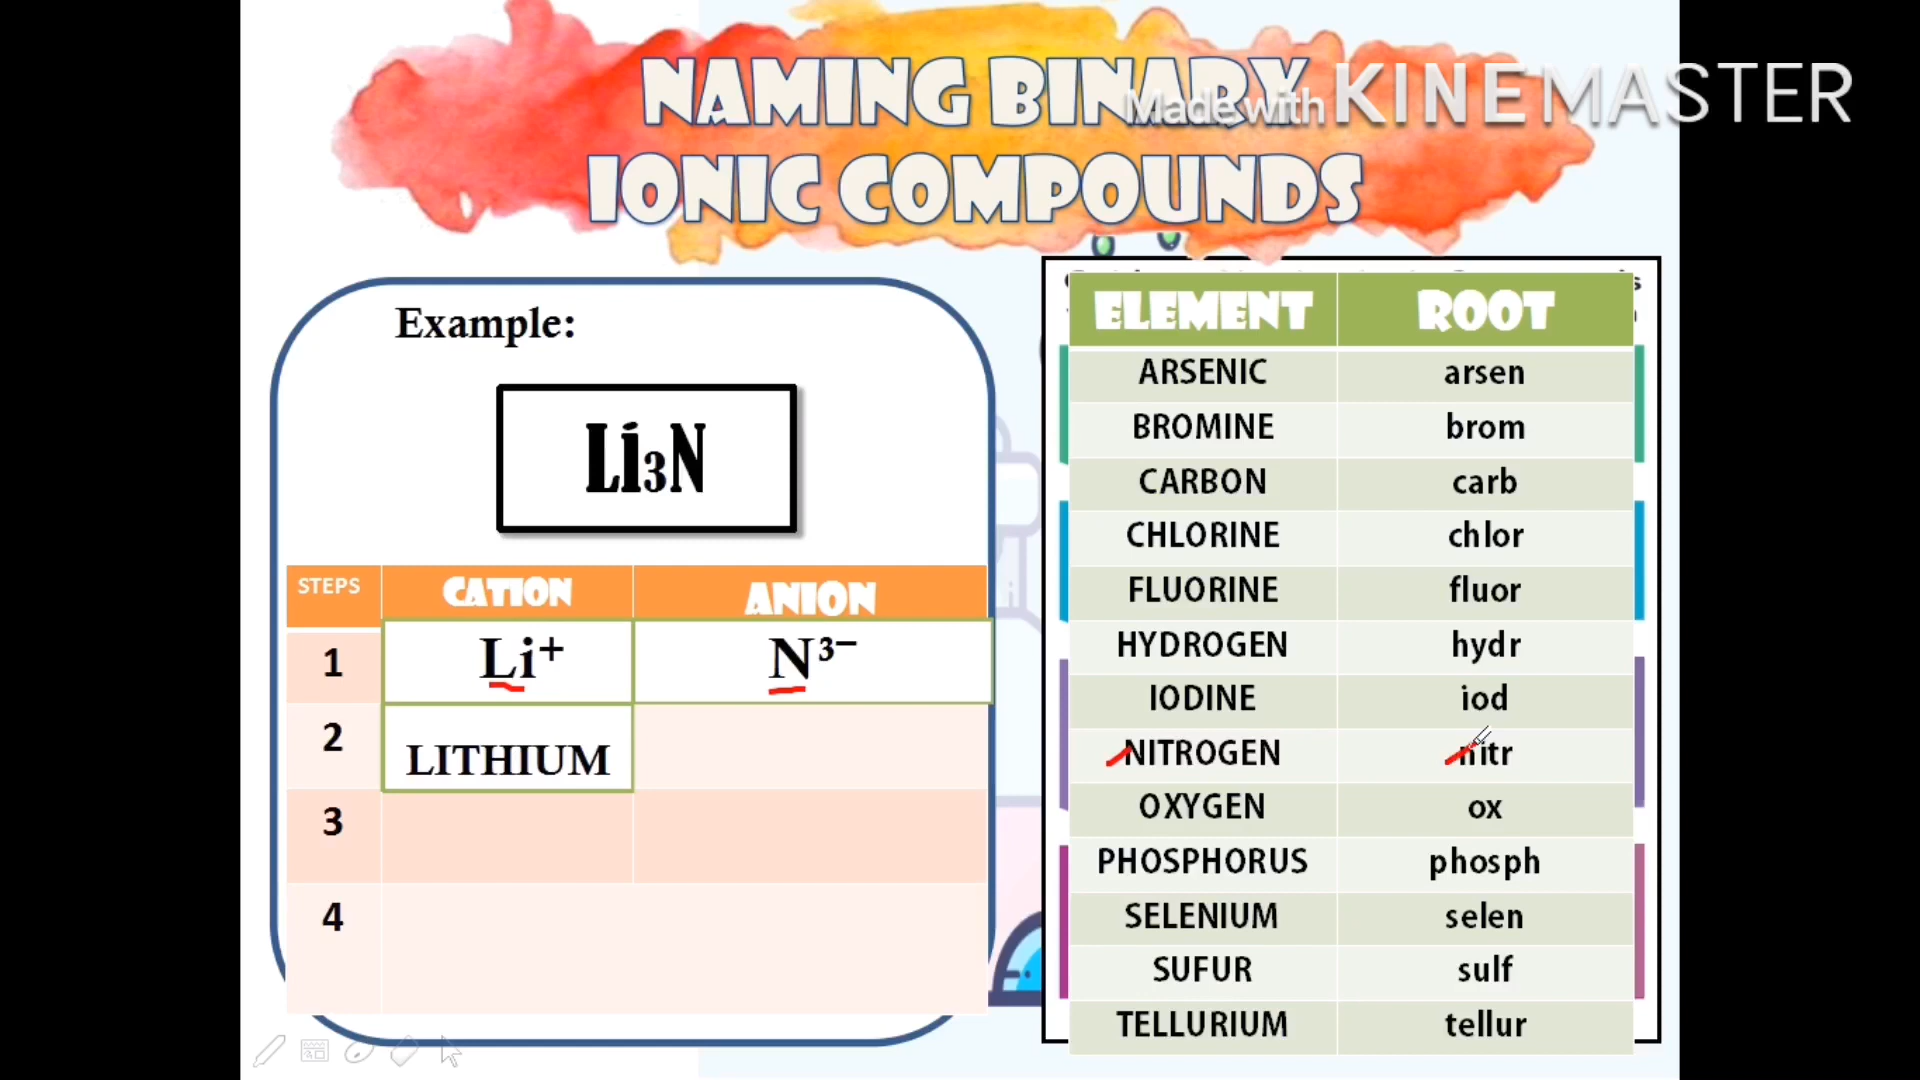 NAMING BINARY
IONIC COMPOUNDS
Made with KINEMASTER
Example:
Li₃N
STEPS CATION ANION
1 Li⁺ N³⁻
2 LITHIUM
3
4
ELEMENT ROOT
ARSENIC arsen
BROMINE brom
CARBON carb
CHLORINE chlor
FLUORINE fluor
HYDROGEN hydr
IODINE iod
NITROGEN nitr
OXYGEN ox
PHOSPHORUS phosph
SELENIUM selen
SUFUR sulf
TELLURIUM tellur